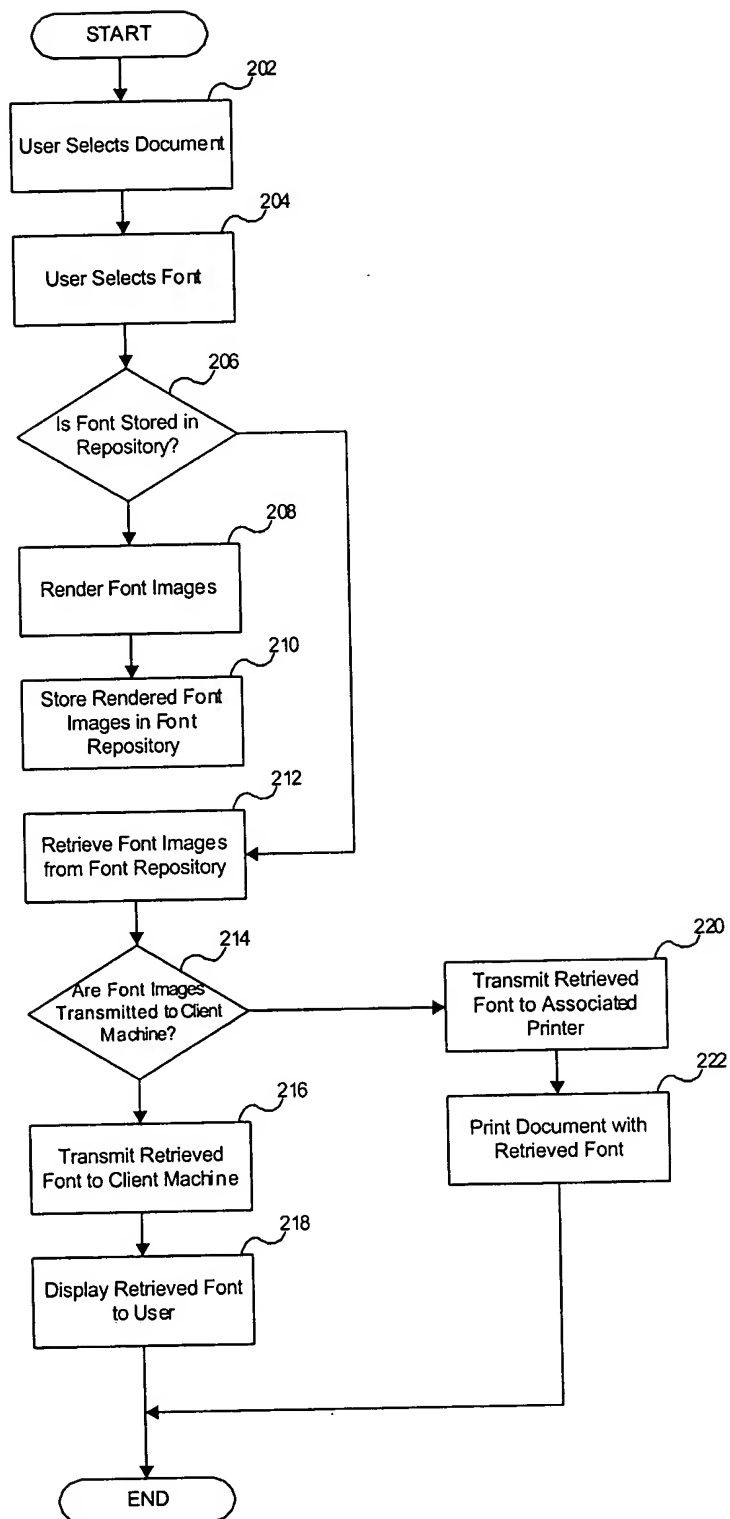 START
202
User Selects Document
204
User Selects Font
206
Is Font Stored in
Repository?
208
Render Font Images
210
Store Rendered Font
Images in Font
Repository
212
Retrieve Font Images
from Font Repository
214
Are Font Images
Transmitted to Client
Machine?
220
Transmit Retrieved
Font to Associated
Printer
216
Transmit Retrieved
Font to Client Machine
222
Print Document with
Retrieved Font
218
Display Retrieved Font
to User
END